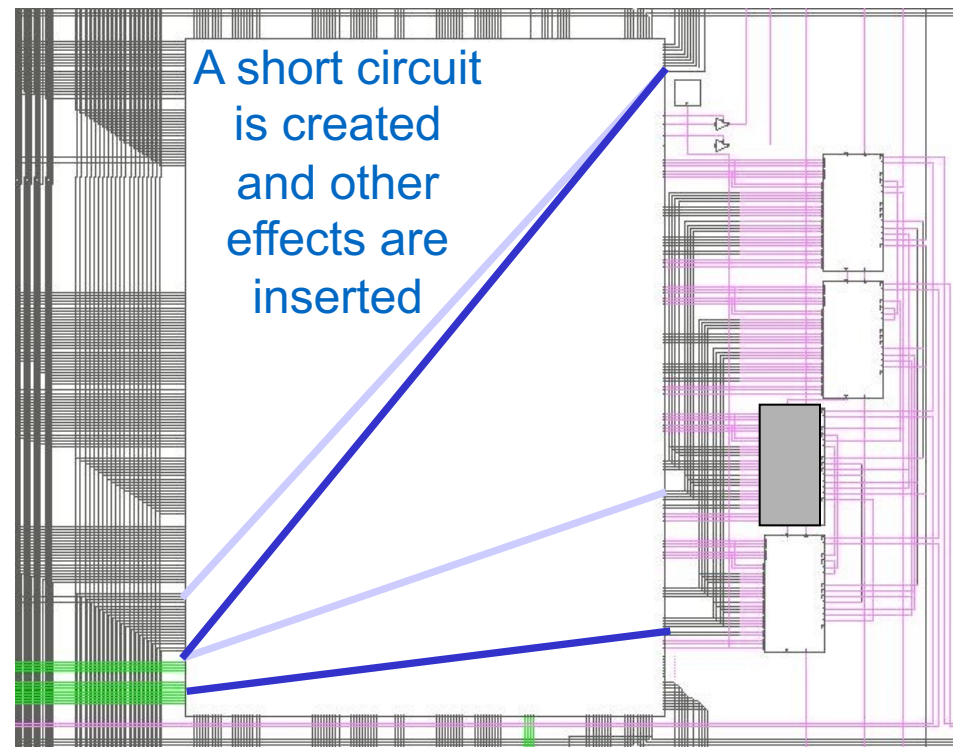 A short circuit
is created
and other
effects are
inserted